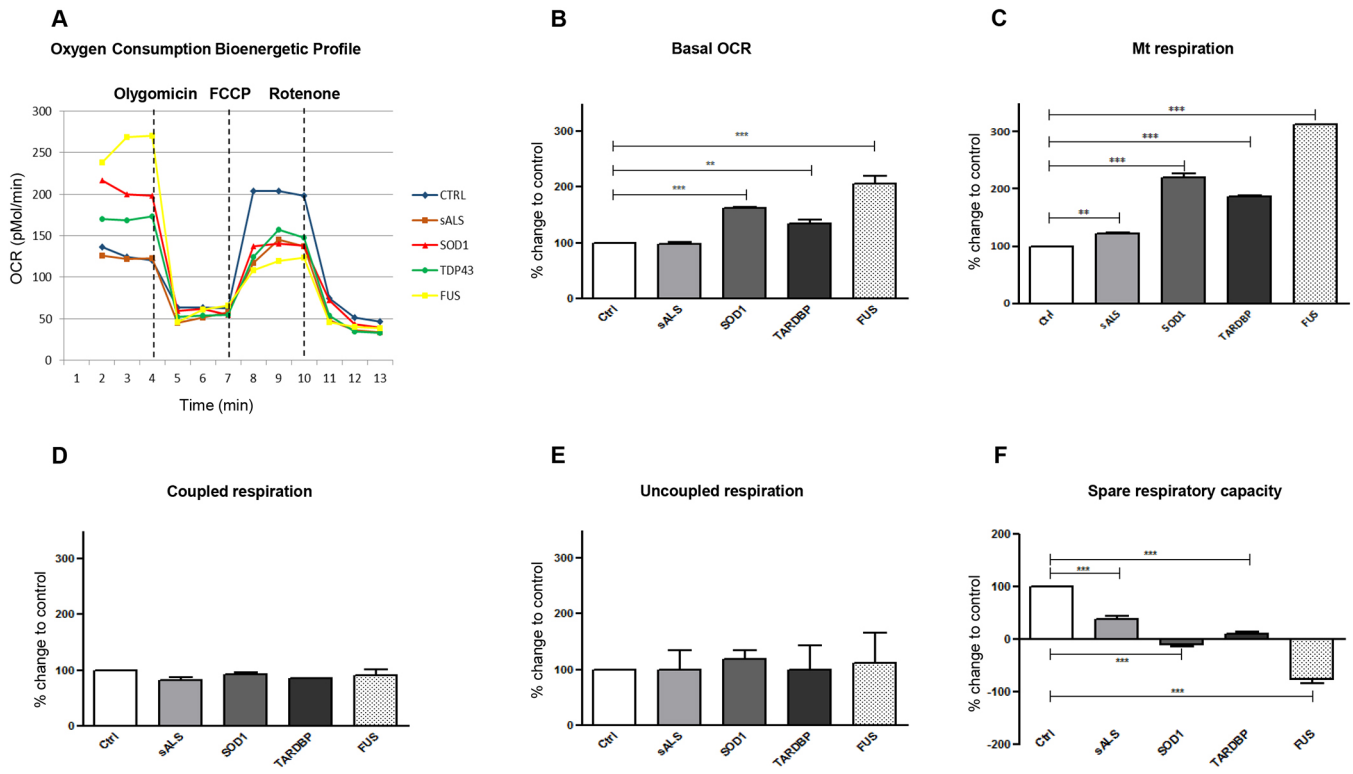 A
Oxygen Consumption Bioenergetic Profile
Olygomicin FCCP Rotenone
300
250
200
150
100
50
0
OCR (pMol/min)
1 2 3 4 5 6 7 8 9 10 11 12 13
Time (min)
CTRL
sALS
SOD1
TDP43
FUS
B
Basal OCR
% change to control
300
200
100
0
***
**
***
Ctrl sALS SOD1 TARDBP FUS
C
Mt respiration
% change to control
300
200
100
0
***
***
***
**
Ctrl sALS SOD1 TARDBP FUS
D
Coupled respiration
% change to control
300
200
100
0
Ctrl sALS SOD1 TARDBP FUS
E
Uncoupled respiration
% change to control
300
200
100
0
Ctrl sALS SOD1 TARDBP FUS
F
Spare respiratory capacity
% change to control
200
100
0
-100
-200
***
***
***
***
Ctrl sALS SOD1 TARDBP FUS